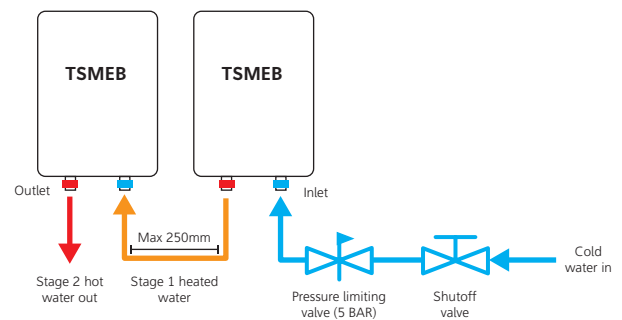 TSMEB
TSMEB
Outlet
Inlet
Max 250mm
Stage 2 hot
water out
Stage 1 heated
water
Pressure limiting
valve (5 BAR)
Shutoff
valve
Cold
water in